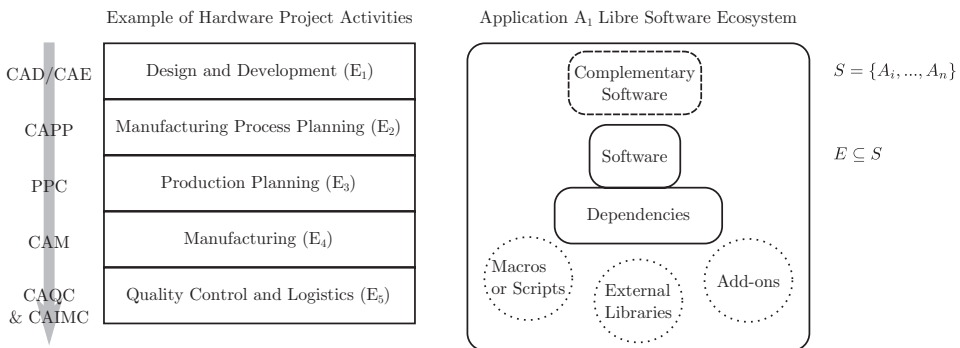 Example of Hardware Project Activities
CAD/CAE
Design and Development (E₁)
CAPP
Manufacturing Process Planning (E₂)
PPC
Production Planning (E₃)
CAM
Manufacturing (E₄)
CAQC
& CAIMC
Quality Control and Logistics (E₅)
Application A₁ Libre Software Ecosystem
Complementary
Software
Software
Dependencies
Macros
or Scripts
External
Libraries
Add-ons
S = {Aᵢ, ..., Aₙ}
E ⊆ S